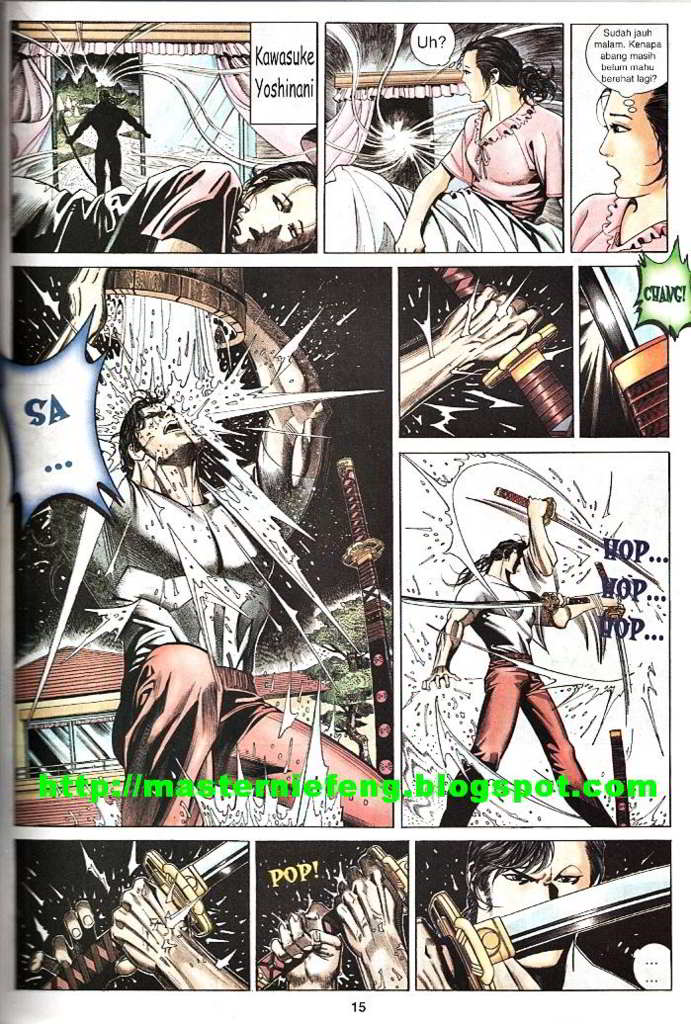 Kawasuke
Yoshinani
Uh?
Sudah jauh
malam. Kenapa
abang masih
belum mahu
berehat lagi?
SA
...
CHANG!
HOP...
HOP...
HOP...
http://masterniefeng.blogspot.com
POP!
...
...
15